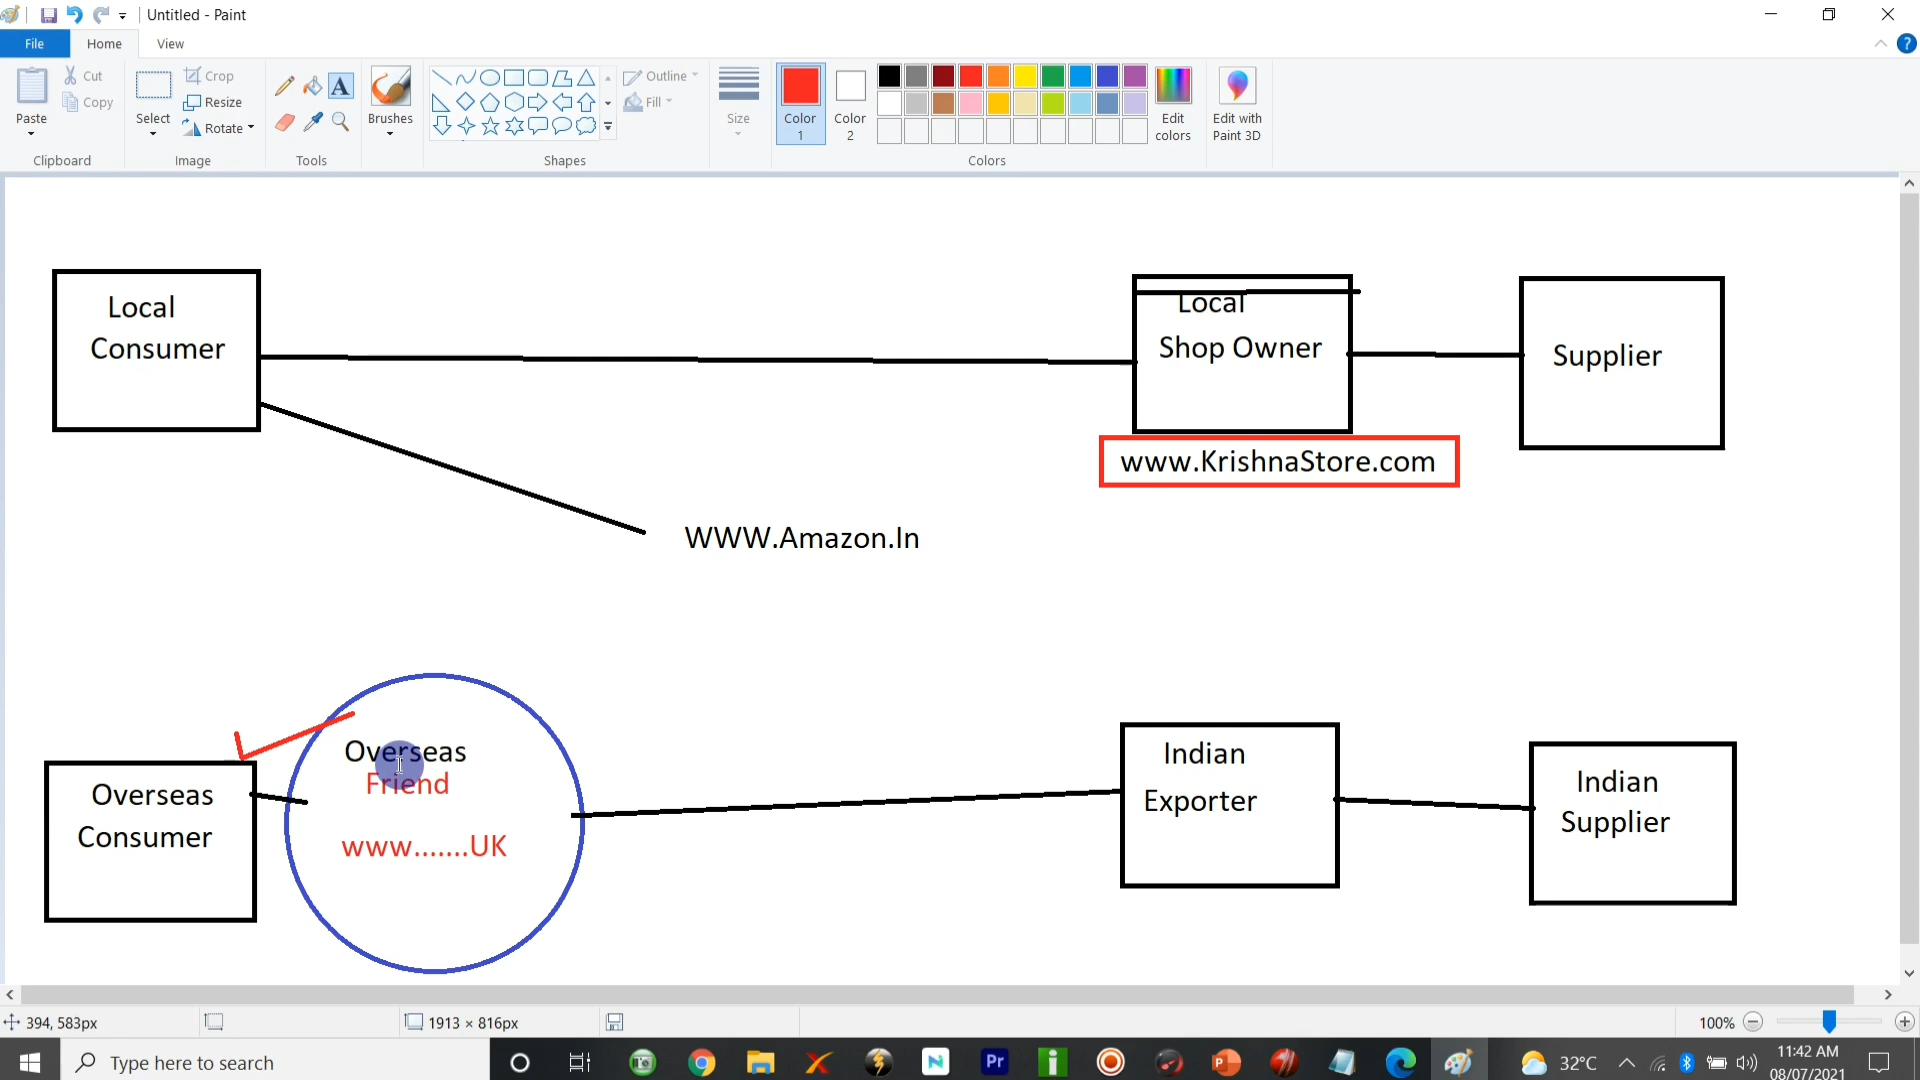 Untitled - Paint
File Home View
Paste
Cut
Copy
Clipboard
Select
Crop
Resize
Rotate
Image
A
Tools
Brushes
Shapes
Outline
Fill
Size
Color 1
Color 2
Edit colors
Colors
Edit with Paint 3D
?
Local
Consumer
Local
Shop Owner
Supplier
www.KrishnaStore.com
WWW.Amazon.In
Overseas
Consumer
Overseas
Friend
www.......UK
Indian
Exporter
Indian
Supplier
394, 583px
1913 × 816px
100%
Type here to search
Pr
32°C
11:42 AM
08/07/2021